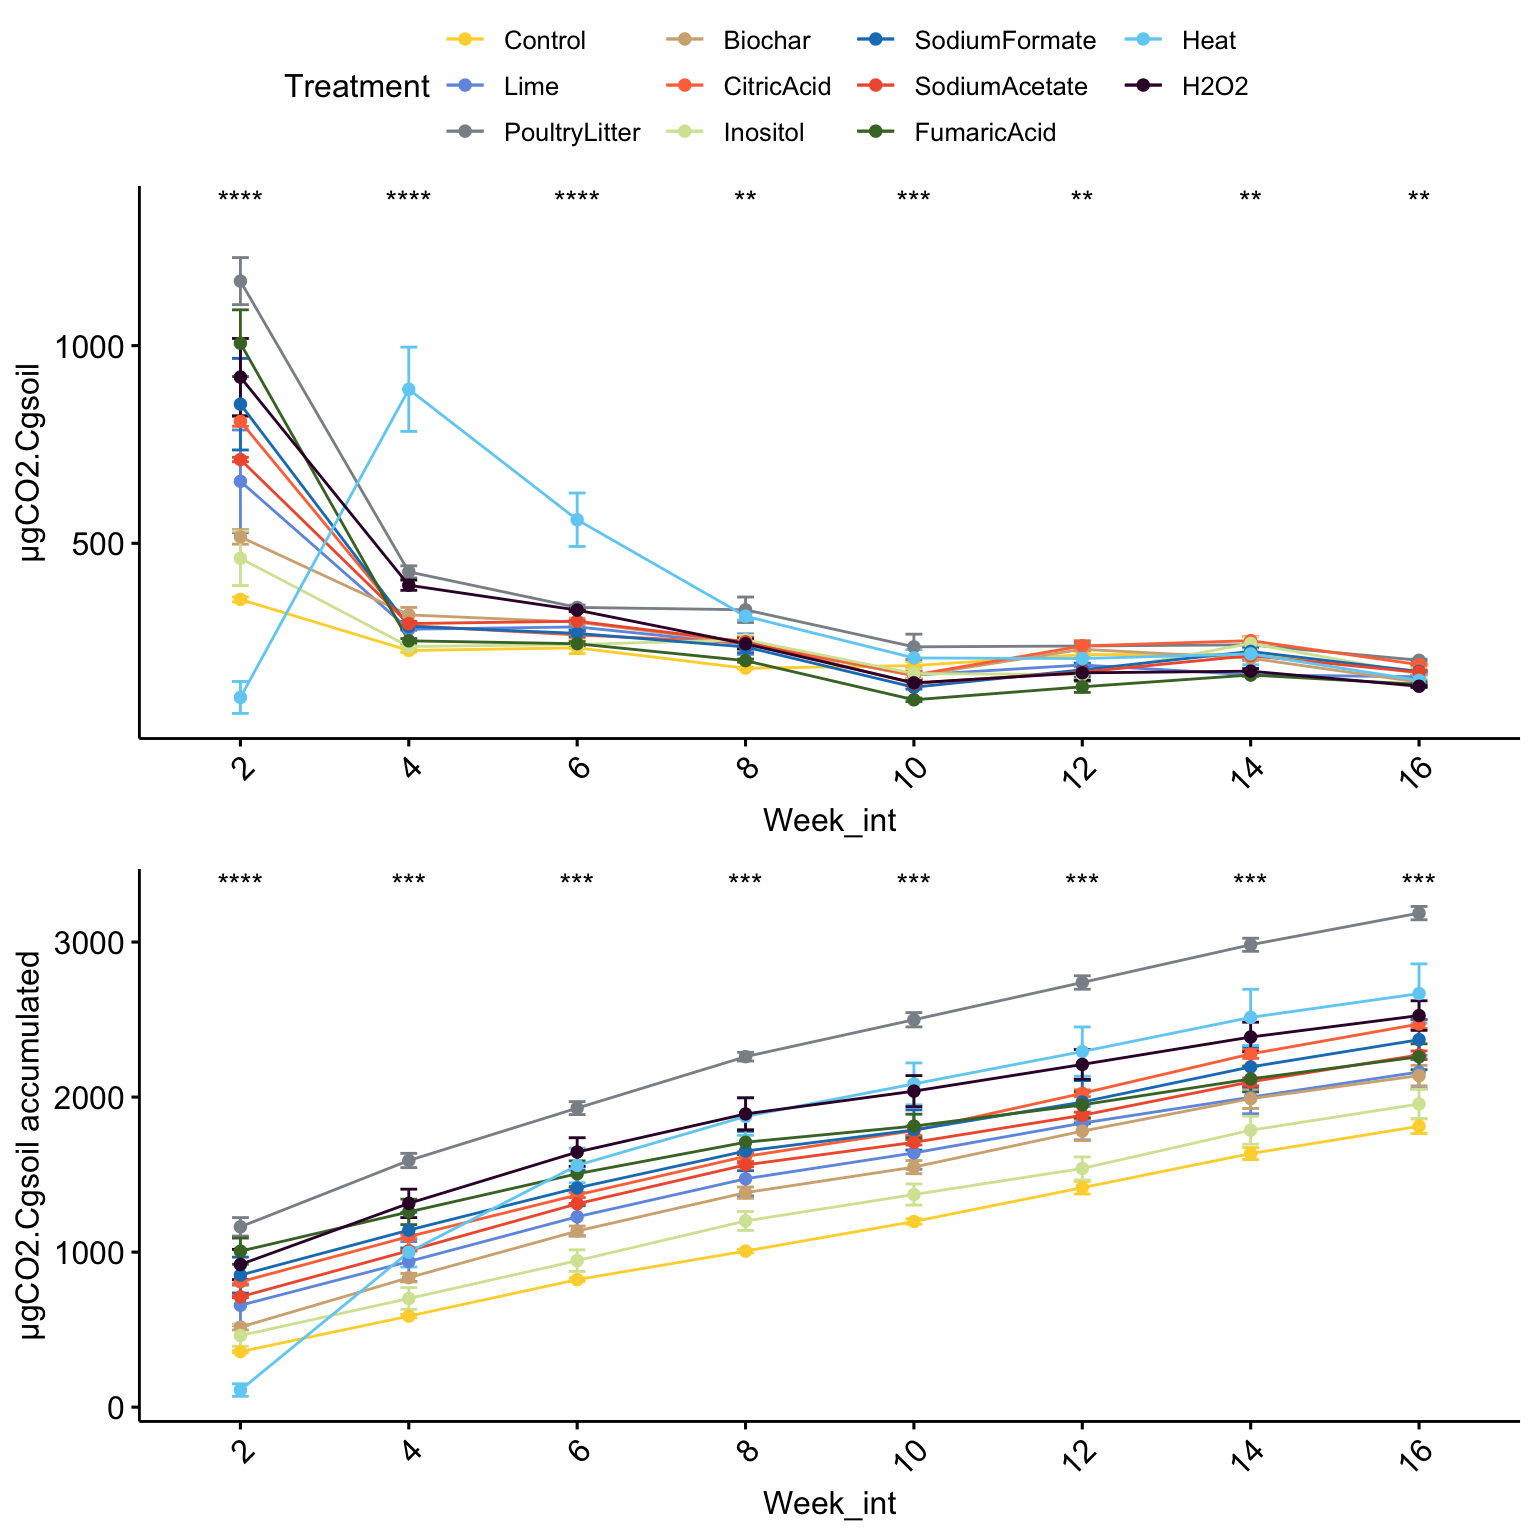 Control Biochar SodiumFormate Heat
Treatment Lime CitricAcid SodiumAcetate H2O2
PoultryLitter Inositol FumaricAcid
**** **** **** ** *** ** ** **
1000
500
µgCO2.Cgsoil
2 4 6 8 10 12 14 16
Week_int
**** *** *** *** *** *** *** ***
3000
2000
1000
0
µgCO2.Cgsoil accumulated
2 4 6 8 10 12 14 16
Week_int